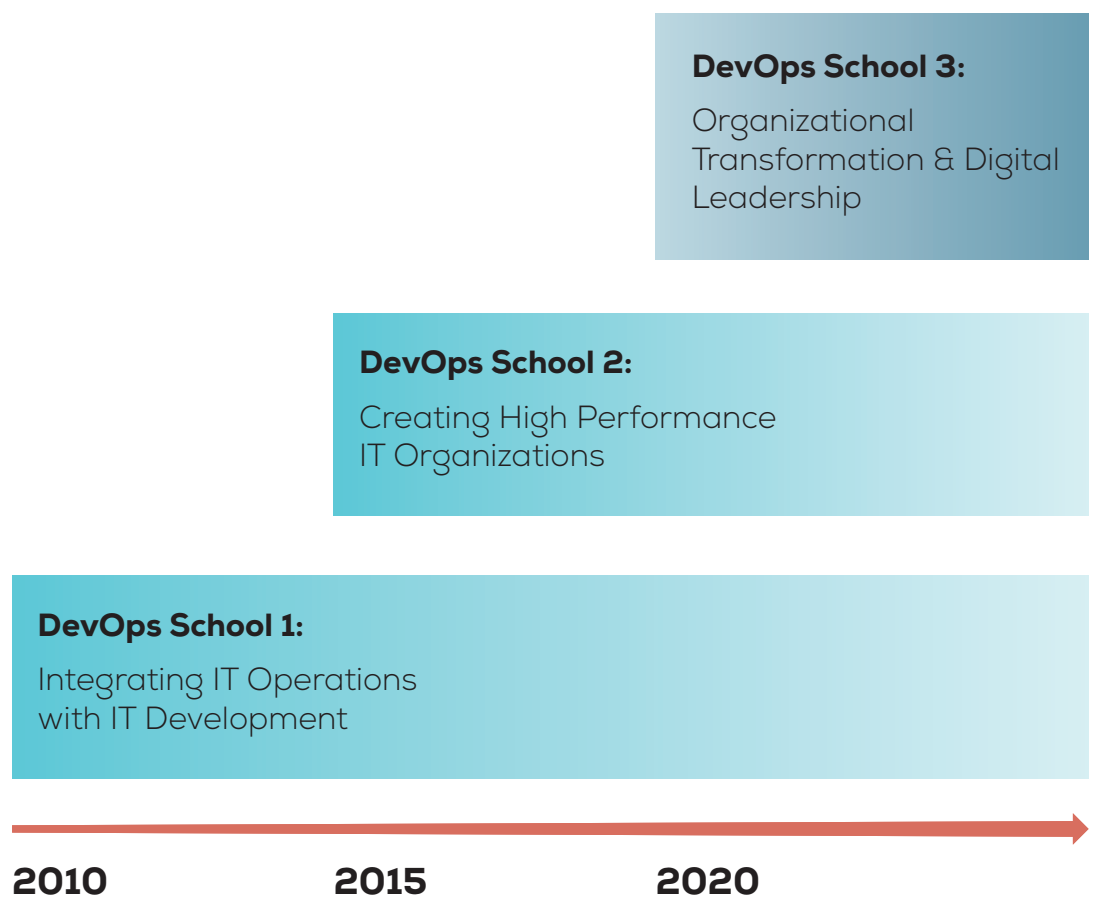 DevOps School 3:
Organizational
Transformation & Digital
Leadership
DevOps School 2:
Creating High Performance
IT Organizations
DevOps School 1:
Integrating IT Operations
with IT Development
2010 2015 2020